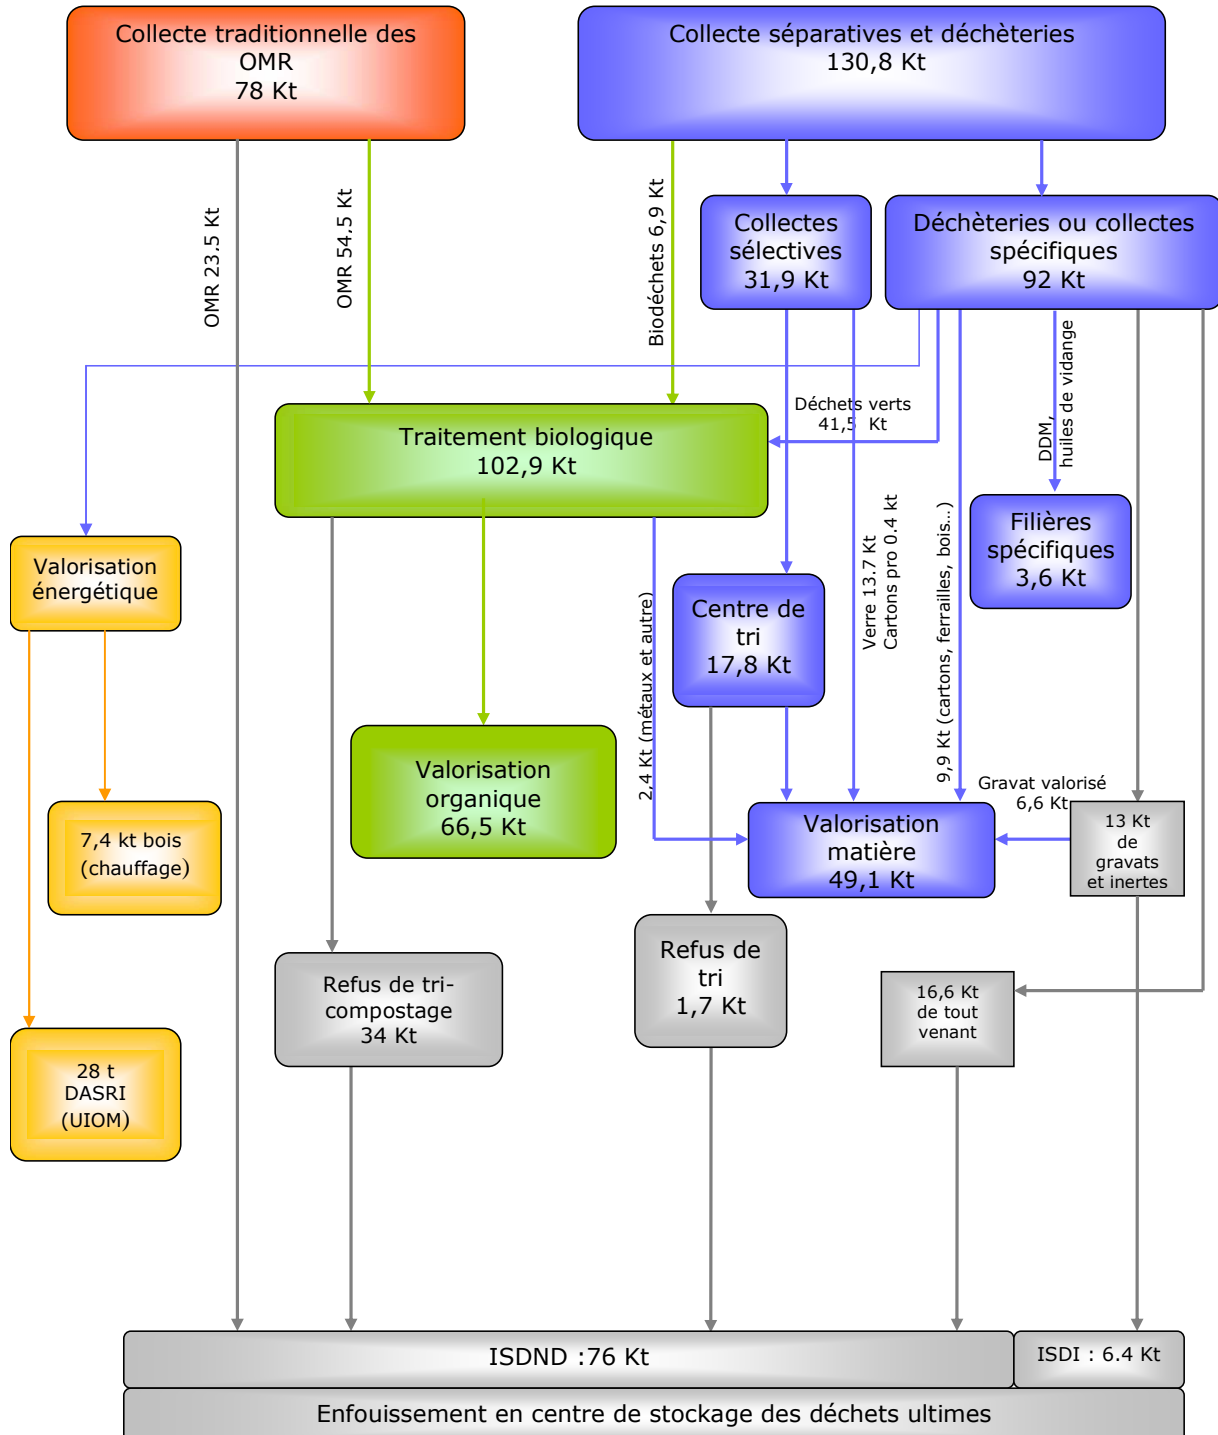 Collecte traditionnelle des
OMR
78 Kt
Collecte séparatives et déchèteries
130,8 Kt
OMR 23.5 Kt
OMR 54.5 Kt
Biodéchets 6,9 Kt
Collectes
sélectives
31,9 Kt
Déchèteries ou collectes
spécifiques
92 Kt
Traitement biologique
102,9 Kt
Déchets verts
41,5 Kt
DDM,
huiles de vidange
Filières
spécifiques
3,6 Kt
Valorisation
énergétique
Centre de
tri
17,8 Kt
Verre 13.7 Kt
Cartons pro 0.4 kt
9,9 Kt (cartons, ferrailles, bois…)
2,4 Kt (métaux et autre)
Valorisation
organique
66,5 Kt
Gravat valorisé
6,6 Kt
7,4 kt bois
(chauffage)
Valorisation
matière
49,1 Kt
13 Kt
de
gravats
et inertes
Refus de tri-
compostage
34 Kt
Refus de
tri
1,7 Kt
16,6 Kt
de tout
venant
28 t
DASRI
(UIOM)
ISDND :76 Kt
ISDI : 6.4 Kt
Enfouissement en centre de stockage des déchets ultimes